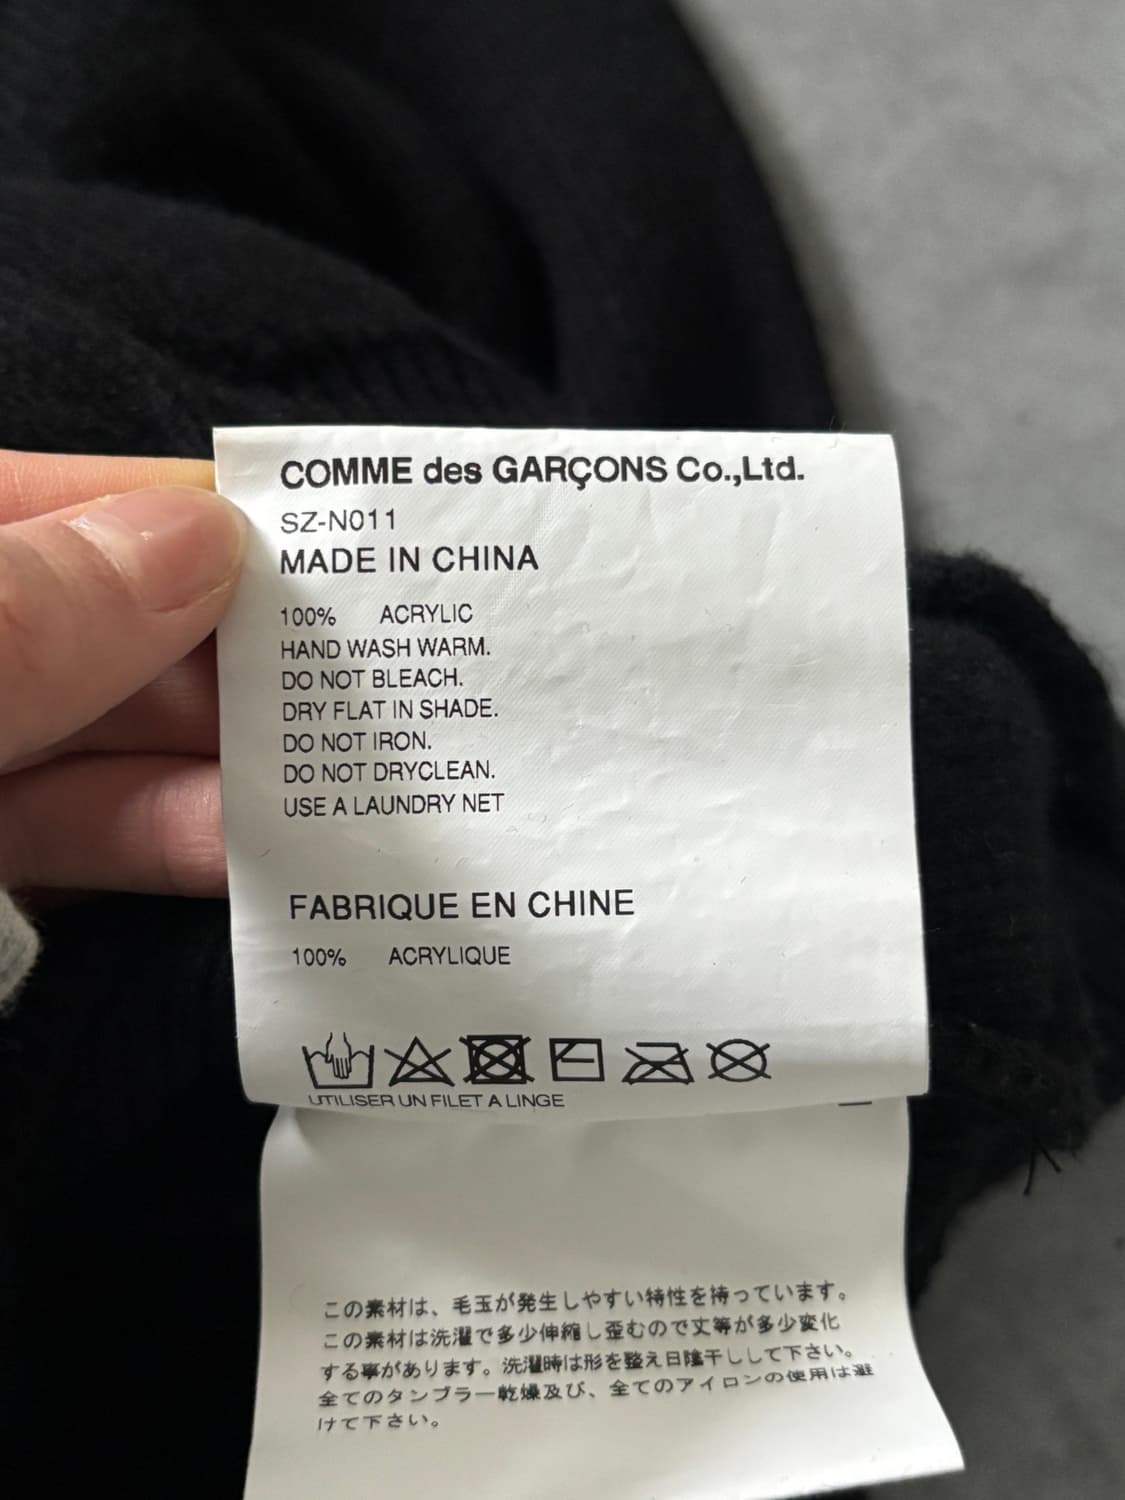 COMME des GARÇONS Co.,Ltd.
SZ-N011
MADE IN CHINA
100% ACRYLIC
HAND WASH WARM.
DO NOT BLEACH.
DRY FLAT IN SHADE.
DO NOT IRON.
DO NOT DRYCLEAN.
USE A LAUNDRY NET
FABRIQUE EN CHINE
100% ACRYLIQUE
UTILISER UN FILET A LINGE
この素材は、毛玉が発生しやすい特性を持っています。
この素材は洗濯で多少伸縮し歪むので丈等が多少変化
する事があります。洗濯時は形を整え日陰干しして下さい。
全てのタンブラー乾燥及び、全てのアイロンの使用は避
けて下さい。